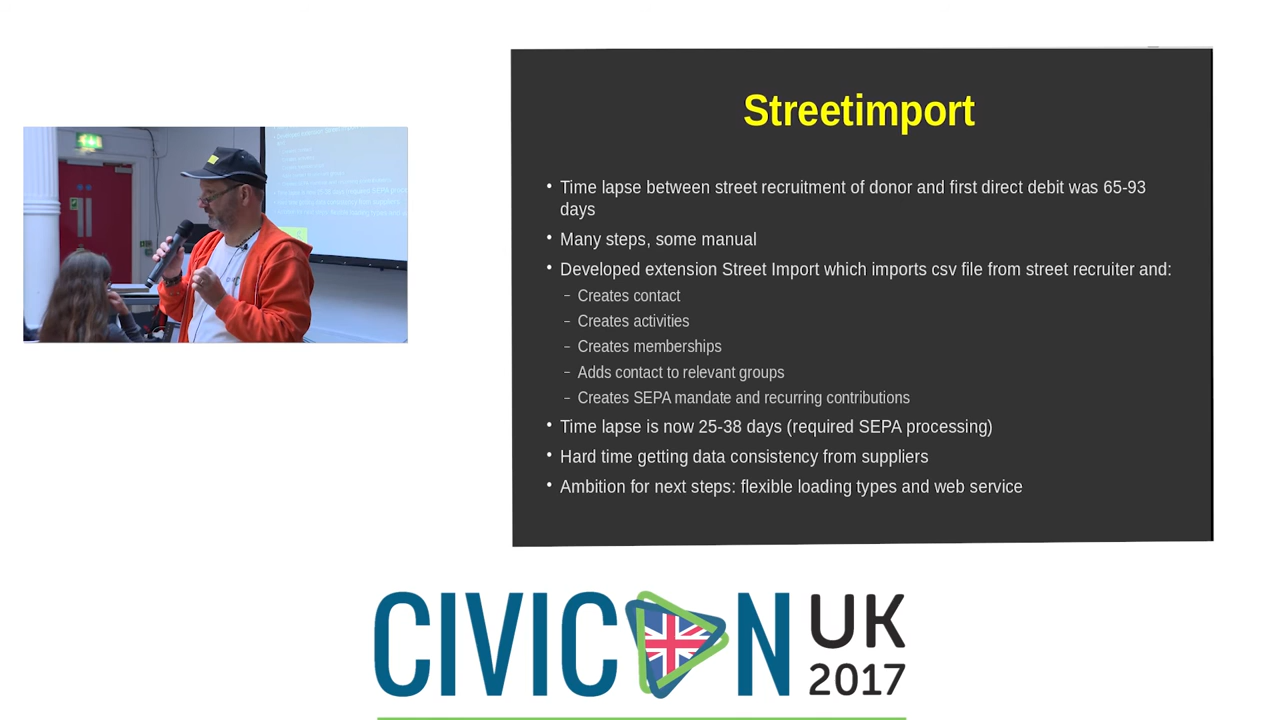 Streetimport
• Time lapse between street recruitment of donor and first direct debit was 65-93
days
• Many steps, some manual
• Developed extension Street Import which imports csv file from street recruiter and:
– Creates contact
– Creates activities
– Creates memberships
– Adds contact to relevant groups
– Creates SEPA mandate and recurring contributions
• Time lapse is now 25-38 days (required SEPA processing)
• Hard time getting data consistency from suppliers
• Ambition for next steps: flexible loading types and web service
CIVICON UK
2017